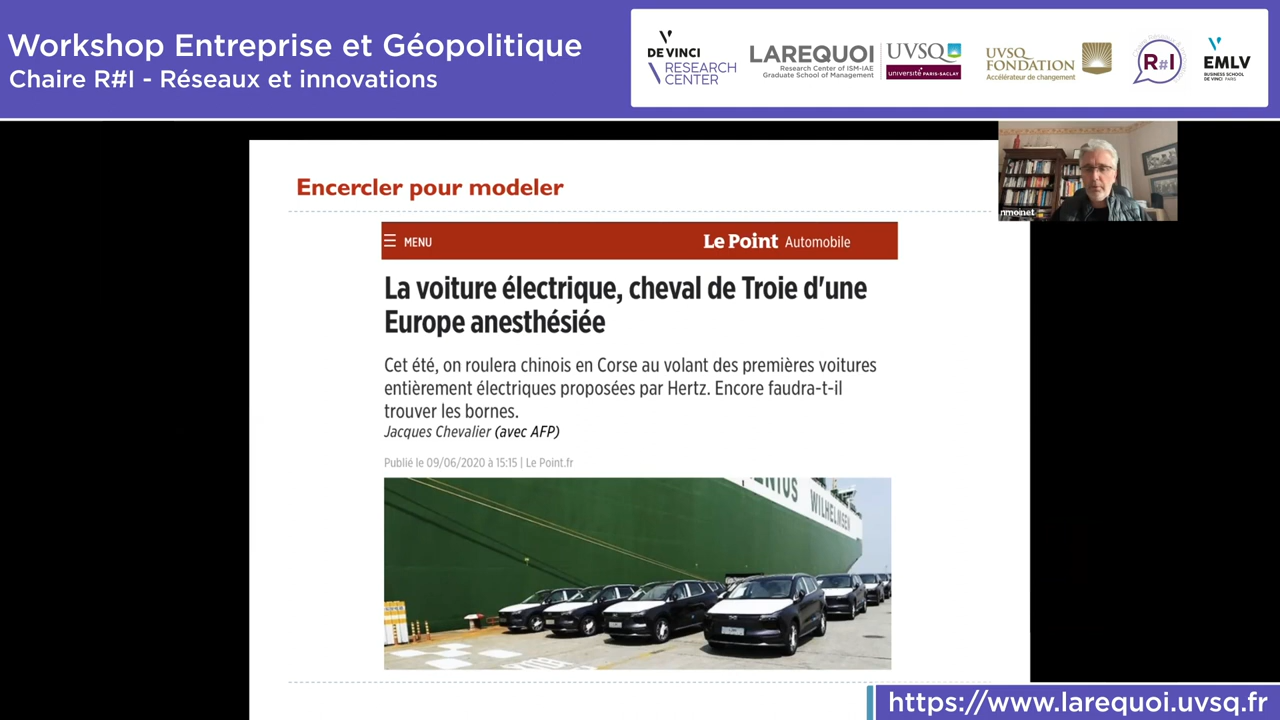 Workshop Entreprise et Géopolitique
Chaire R#I - Réseaux et innovations
DE VINCI
RESEARCH
CENTER
LAREQUOI
Research Center of ISM-IAE
Graduate School of Management
UVSQ
université PARIS-SACLAY
UVSQ
FONDATION
Accélérateur de changement
R#I
EMLV
BUSINESS SCHOOL
DE VINCI PARIS
nmoinet
Encercler pour modeler
MENU
Le Point Automobile
La voiture électrique, cheval de Troie d'une
Europe anesthésiée
Cet été, on roulera chinois en Corse au volant des premières voitures
entièrement électriques proposées par Hertz. Encore faudra-t-il
trouver les bornes.
Jacques Chevalier (avec AFP)
Publié le 09/06/2020 à 15:15 | Le Point.fr
WILHELMSEN
https://www.larequoi.uvsq.fr